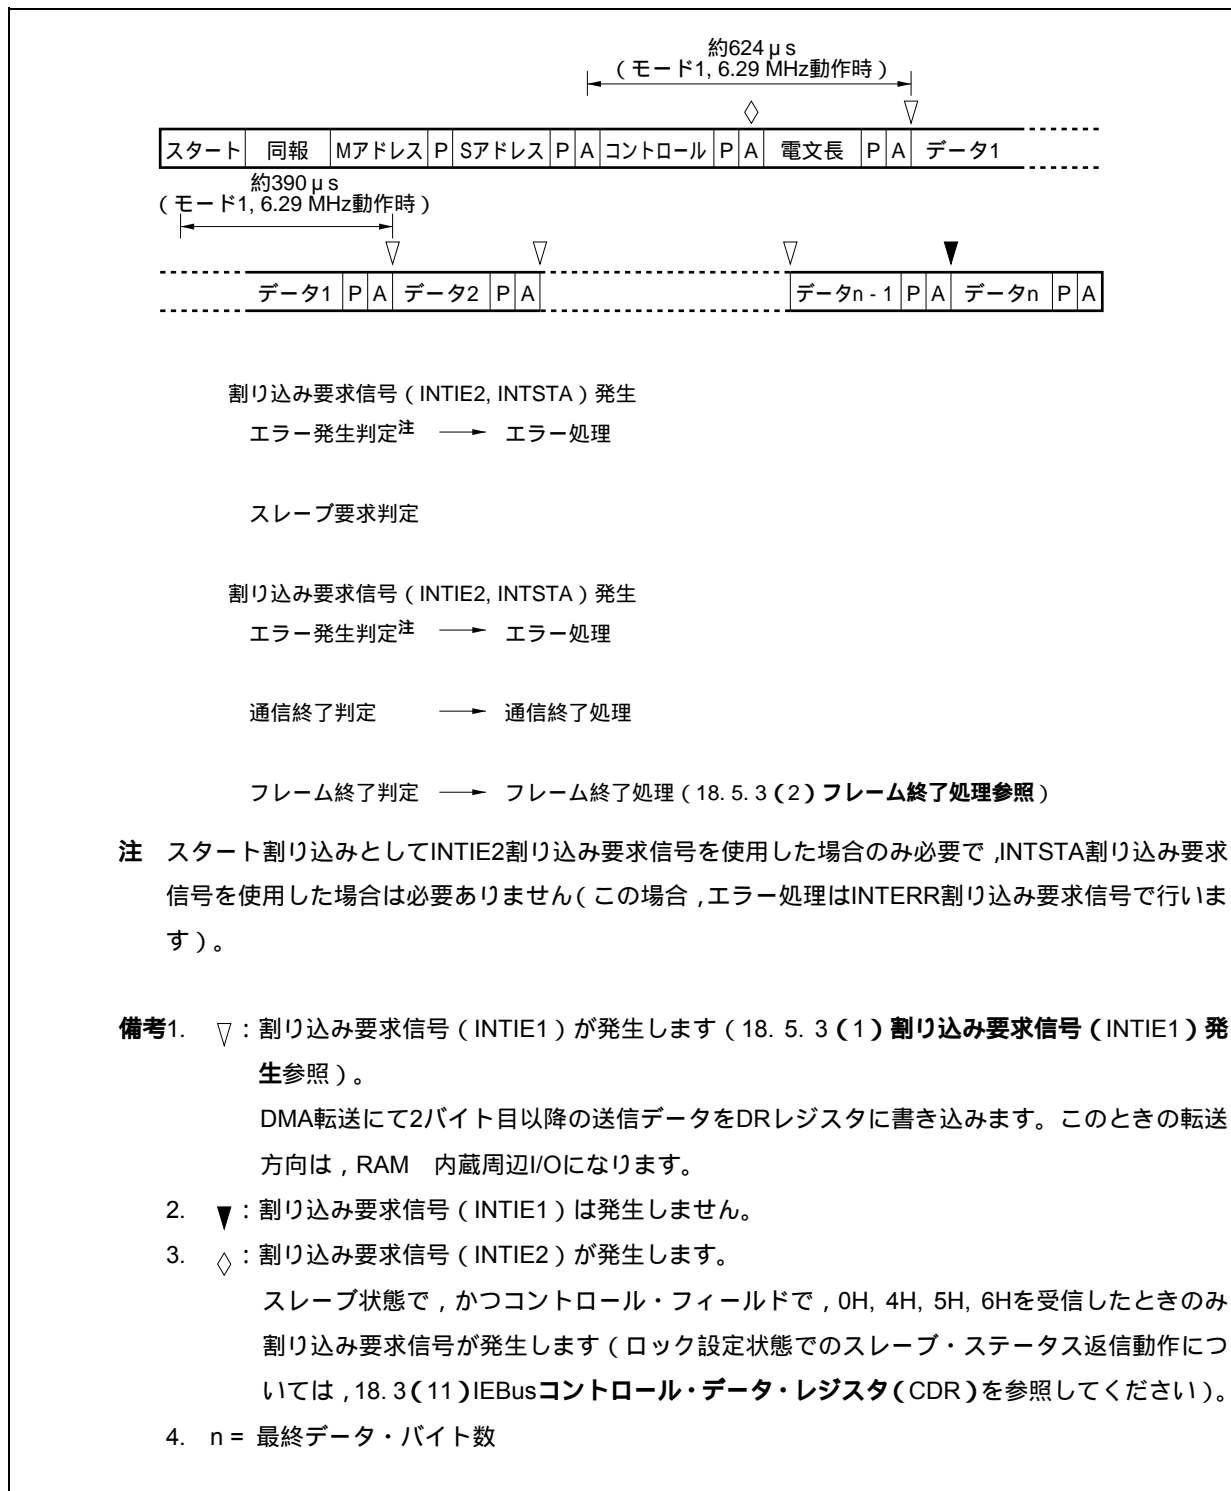 約624μs
(モード1, 6.29 MHz動作時)
スタート 同報 Mアドレス P Sアドレス P A コントロール P A 電文長 P A データ1
約390μs
(モード1, 6.29 MHz動作時)
データ1 P A データ2 P A データn - 1 P A データn P A
割り込み要求信号(INTIE2, INTSTA)発生
エラー発生判定注 → エラー処理
スレーブ要求判定
割り込み要求信号(INTIE2, INTSTA)発生
エラー発生判定注 → エラー処理
通信終了判定 → 通信終了処理
フレーム終了判定 → フレーム終了処理(18. 5. 3(2)フレーム終了処理参照)
注 スタート割り込みとしてINTIE2割り込み要求信号を使用した場合のみ必要で,INTSTA割り込み要求
信号を使用した場合は必要ありません(この場合,エラー処理はINTERR割り込み要求信号で行いま
す)。
備考1. ▽:割り込み要求信号(INTIE1)が発生します(18. 5. 3(1)割り込み要求信号(INTIE1)発
生参照)。
DMA転送にて2バイト目以降の送信データをDRレジスタに書き込みます。このときの転送
方向は,RAM 内蔵周辺I/Oになります。
2. ▼:割り込み要求信号(INTIE1)は発生しません。
3. ◇:割り込み要求信号(INTIE2)が発生します。
スレーブ状態で,かつコントロール・フィールドで,0H, 4H, 5H, 6Hを受信したときのみ
割り込み要求信号が発生します(ロック設定状態でのスレーブ・ステータス返信動作につ
いては,18. 3(11)IEBusコントロール・データ・レジスタ(CDR)を参照してください)。
4. n = 最終データ・バイト数